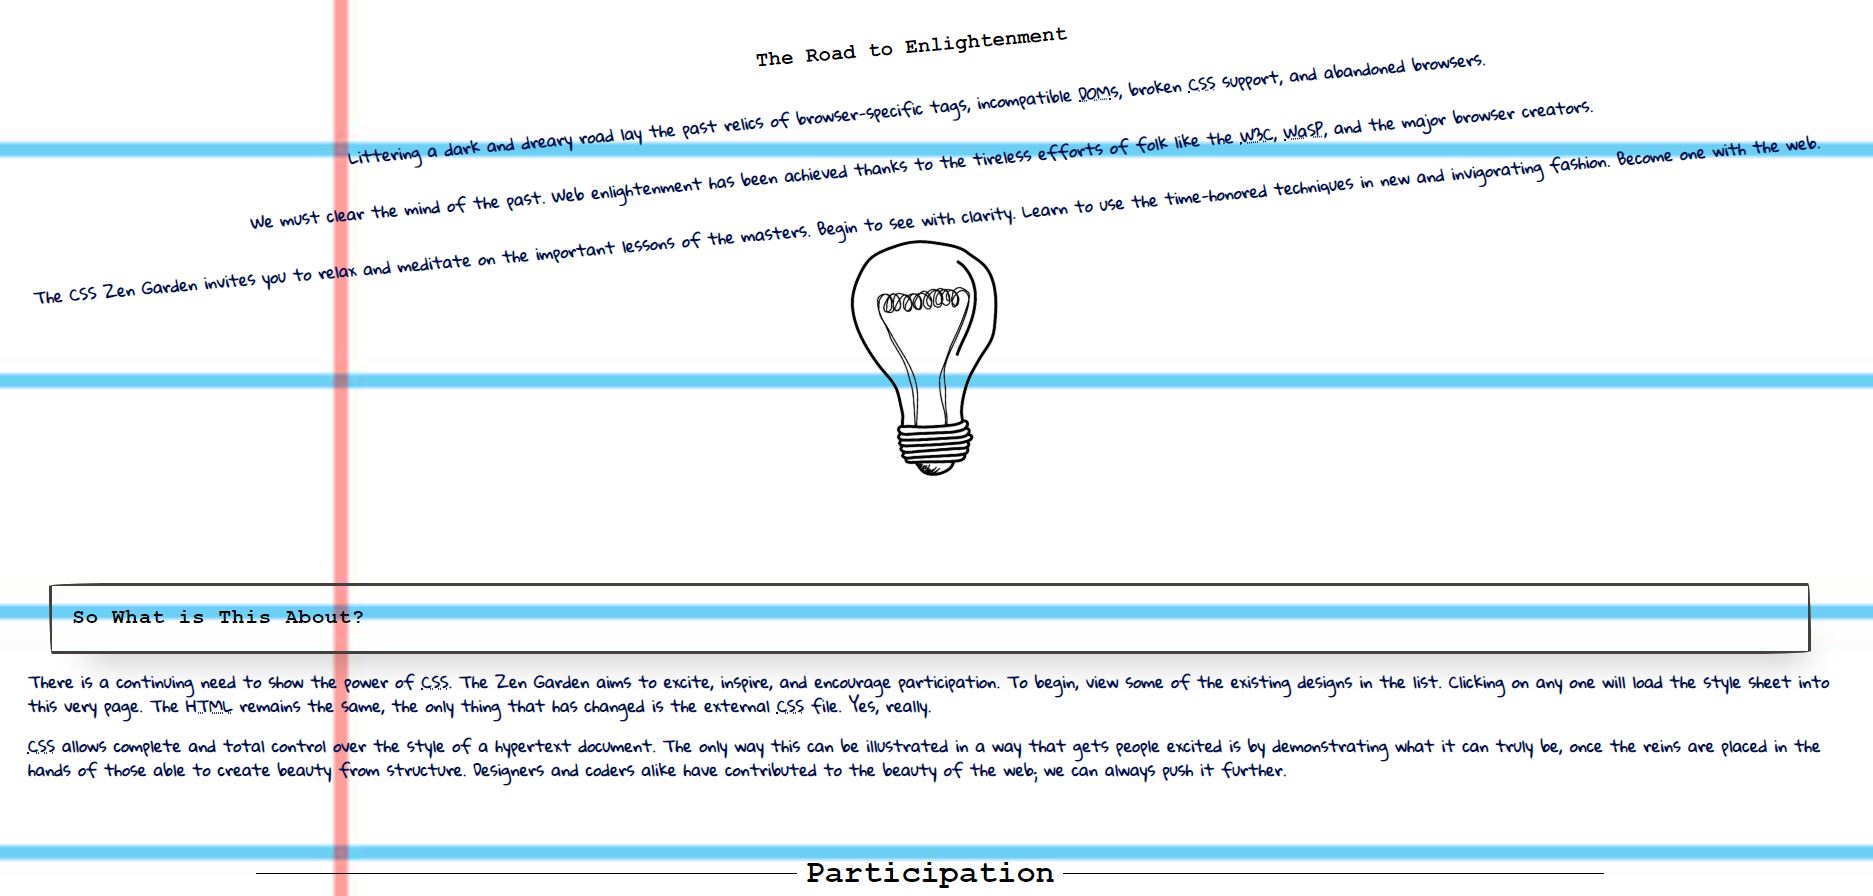 The Road to Enlightenment
Littering a dark and dreary road lay the past relics of browser-specific tags, incompatible DOMs, broken CSS support, and abandoned browsers.
We must clear the mind of the past. Web enlightenment has been achieved thanks to the tireless efforts of folk like the W3C, WaSP, and the major browser creators.
The CSS Zen Garden invites you to relax and meditate on the important lessons of the masters. Begin to see with clarity. Learn to use the time-honored techniques in new and invigorating fashion. Become one with the web.
So What is This About?
There is a continuing need to show the power of CSS. The Zen Garden aims to excite, inspire, and encourage participation. To begin, view some of the existing designs in the list. Clicking on any one will load the style sheet into
this very page. The HTML remains the same, the only thing that has changed is the external CSS file. Yes, really.
CSS allows complete and total control over the style of a hypertext document. The only way this can be illustrated in a way that gets people excited is by demonstrating what it can truly be, once the reins are placed in the
hands of those able to create beauty from structure. Designers and coders alike have contributed to the beauty of the web; we can always push it further.
Participation